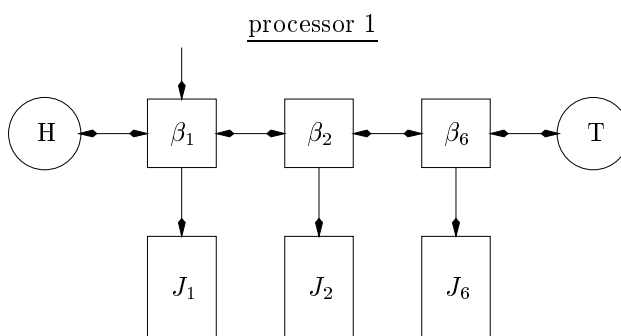 processor 1
H β₁ β₂ β₆ T
J₁ J₂ J₆